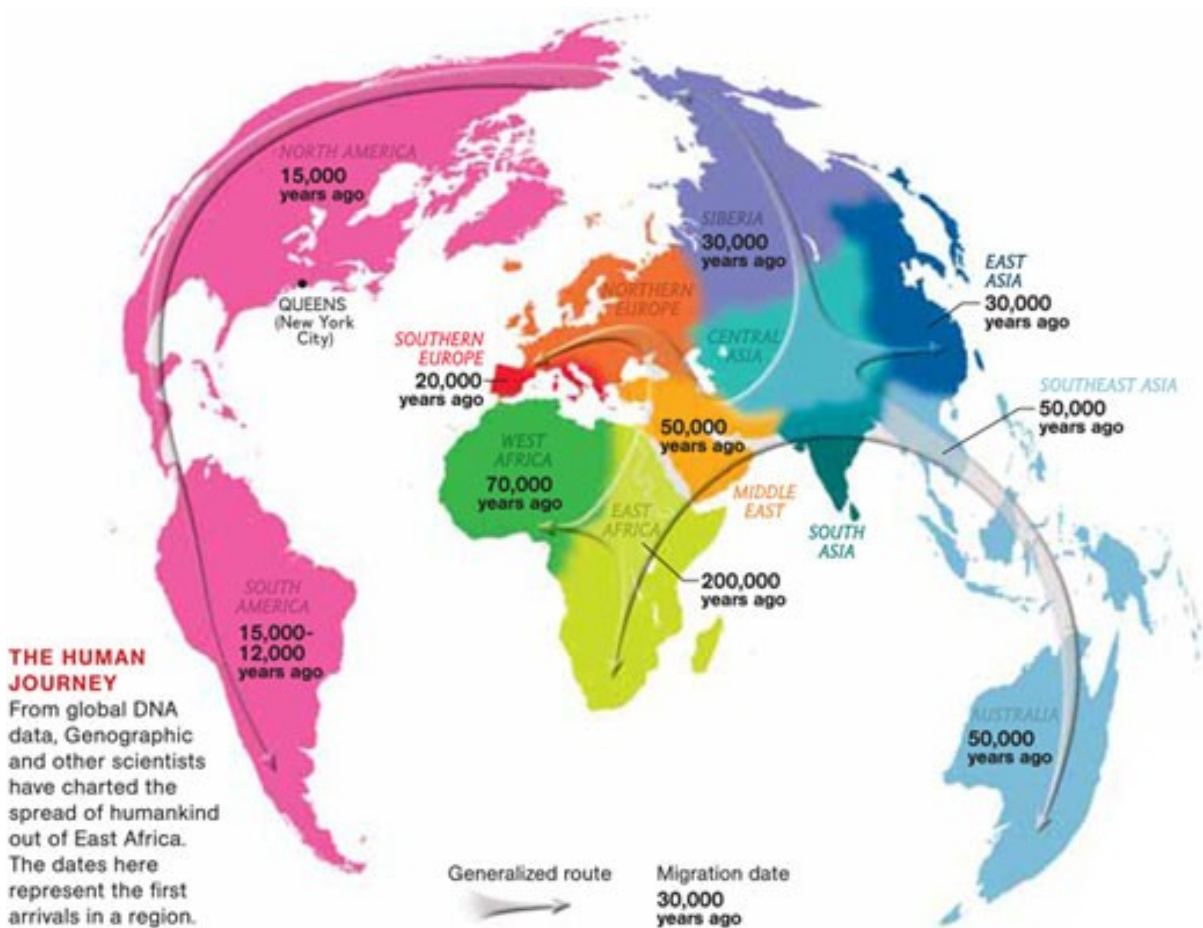 NORTH AMERICA
15,000
years ago
QUEENS
(New York
City)
SIBERIA
30,000
years ago
EAST
ASIA
30,000
years ago
NORTHERN
EUROPE
SOUTHERN
EUROPE
20,000
years ago
CENTRAL
ASIA
SOUTHEAST ASIA
50,000
years ago
WEST
AFRICA
70,000
years ago
50,000
years ago
MIDDLE
EAST
EAST
AFRICA
SOUTH
ASIA
200,000
years ago
SOUTH
AMERICA
15,000-
12,000
years ago
AUSTRALIA
50,000
years ago
THE HUMAN
JOURNEY
From global DNA
data, Genographic
and other scientists
have charted the
spread of humankind
out of East Africa.
The dates here
represent the first
arrivals in a region.
Generalized route
Migration date
30,000
years ago